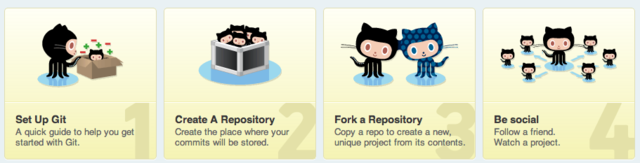 Set Up Git
A quick guide to help you get
started with Git.
1
Create A Repository
Create the place where your
commits will be stored.
2
Fork a Repository
Copy a repo to create a new,
unique project from its contents.
3
Be social
Follow a friend.
Watch a project.
4